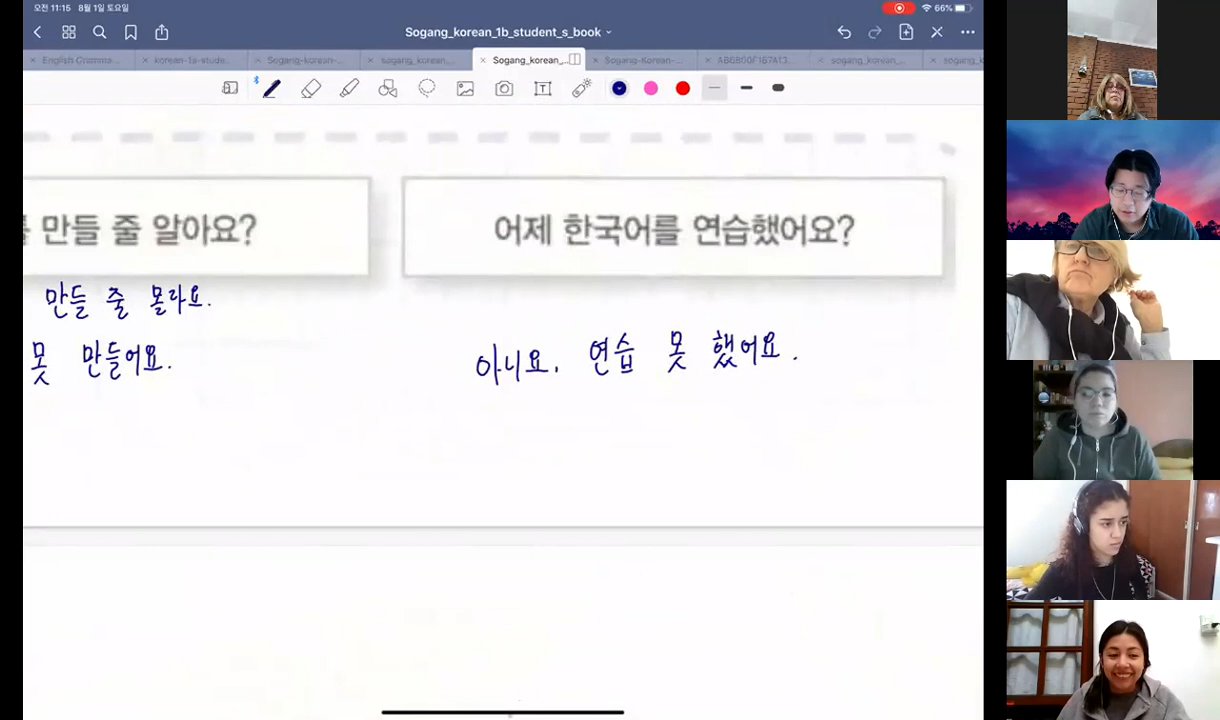 오전 11:15 8월 1일 토요일
66%
Sogang_korean_1b_student_s_book
English Gramma...
korean-1a-stude...
Sogang-korean-...
sogang_korean_...
Sogang_korean_...
Sogang-Korean-...
sogang_korean_...
만들 줄 알아요?
만들 줄 몰라요.
못 만들어요.
어제 한국어를 연습했어요?
아니요. 연습 못 했어요.